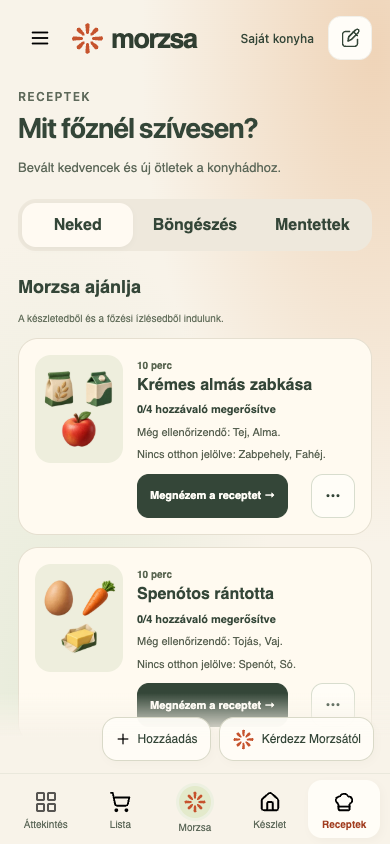 morzsa
Saját konyha
RECEPTEK
Mit főznél szívesen?
Bevált kedvencek és új ötletek a konyhádhoz.
Neked
Böngészés
Mentettek
Morzsa ajánlja
A készletedből és a főzési ízlésedből indulunk.
10 perc
Krémes almás zabkása
0/4 hozzávaló megerősítve
Még ellenőrizendő: Tej, Alma.
Nincs otthon jelölve: Zabpehely, Fahéj.
Megnézem a receptet →
10 perc
Spenótos rántotta
0/4 hozzávaló megerősítve
Még ellenőrizendő: Tojás, Vaj.
Nincs otthon jelölve: Spenót, Só.
Megnézem a receptet →
Hozzáadás
Kérdezz Morzsától
Áttekintés
Lista
Morzsa
Készlet
Receptek